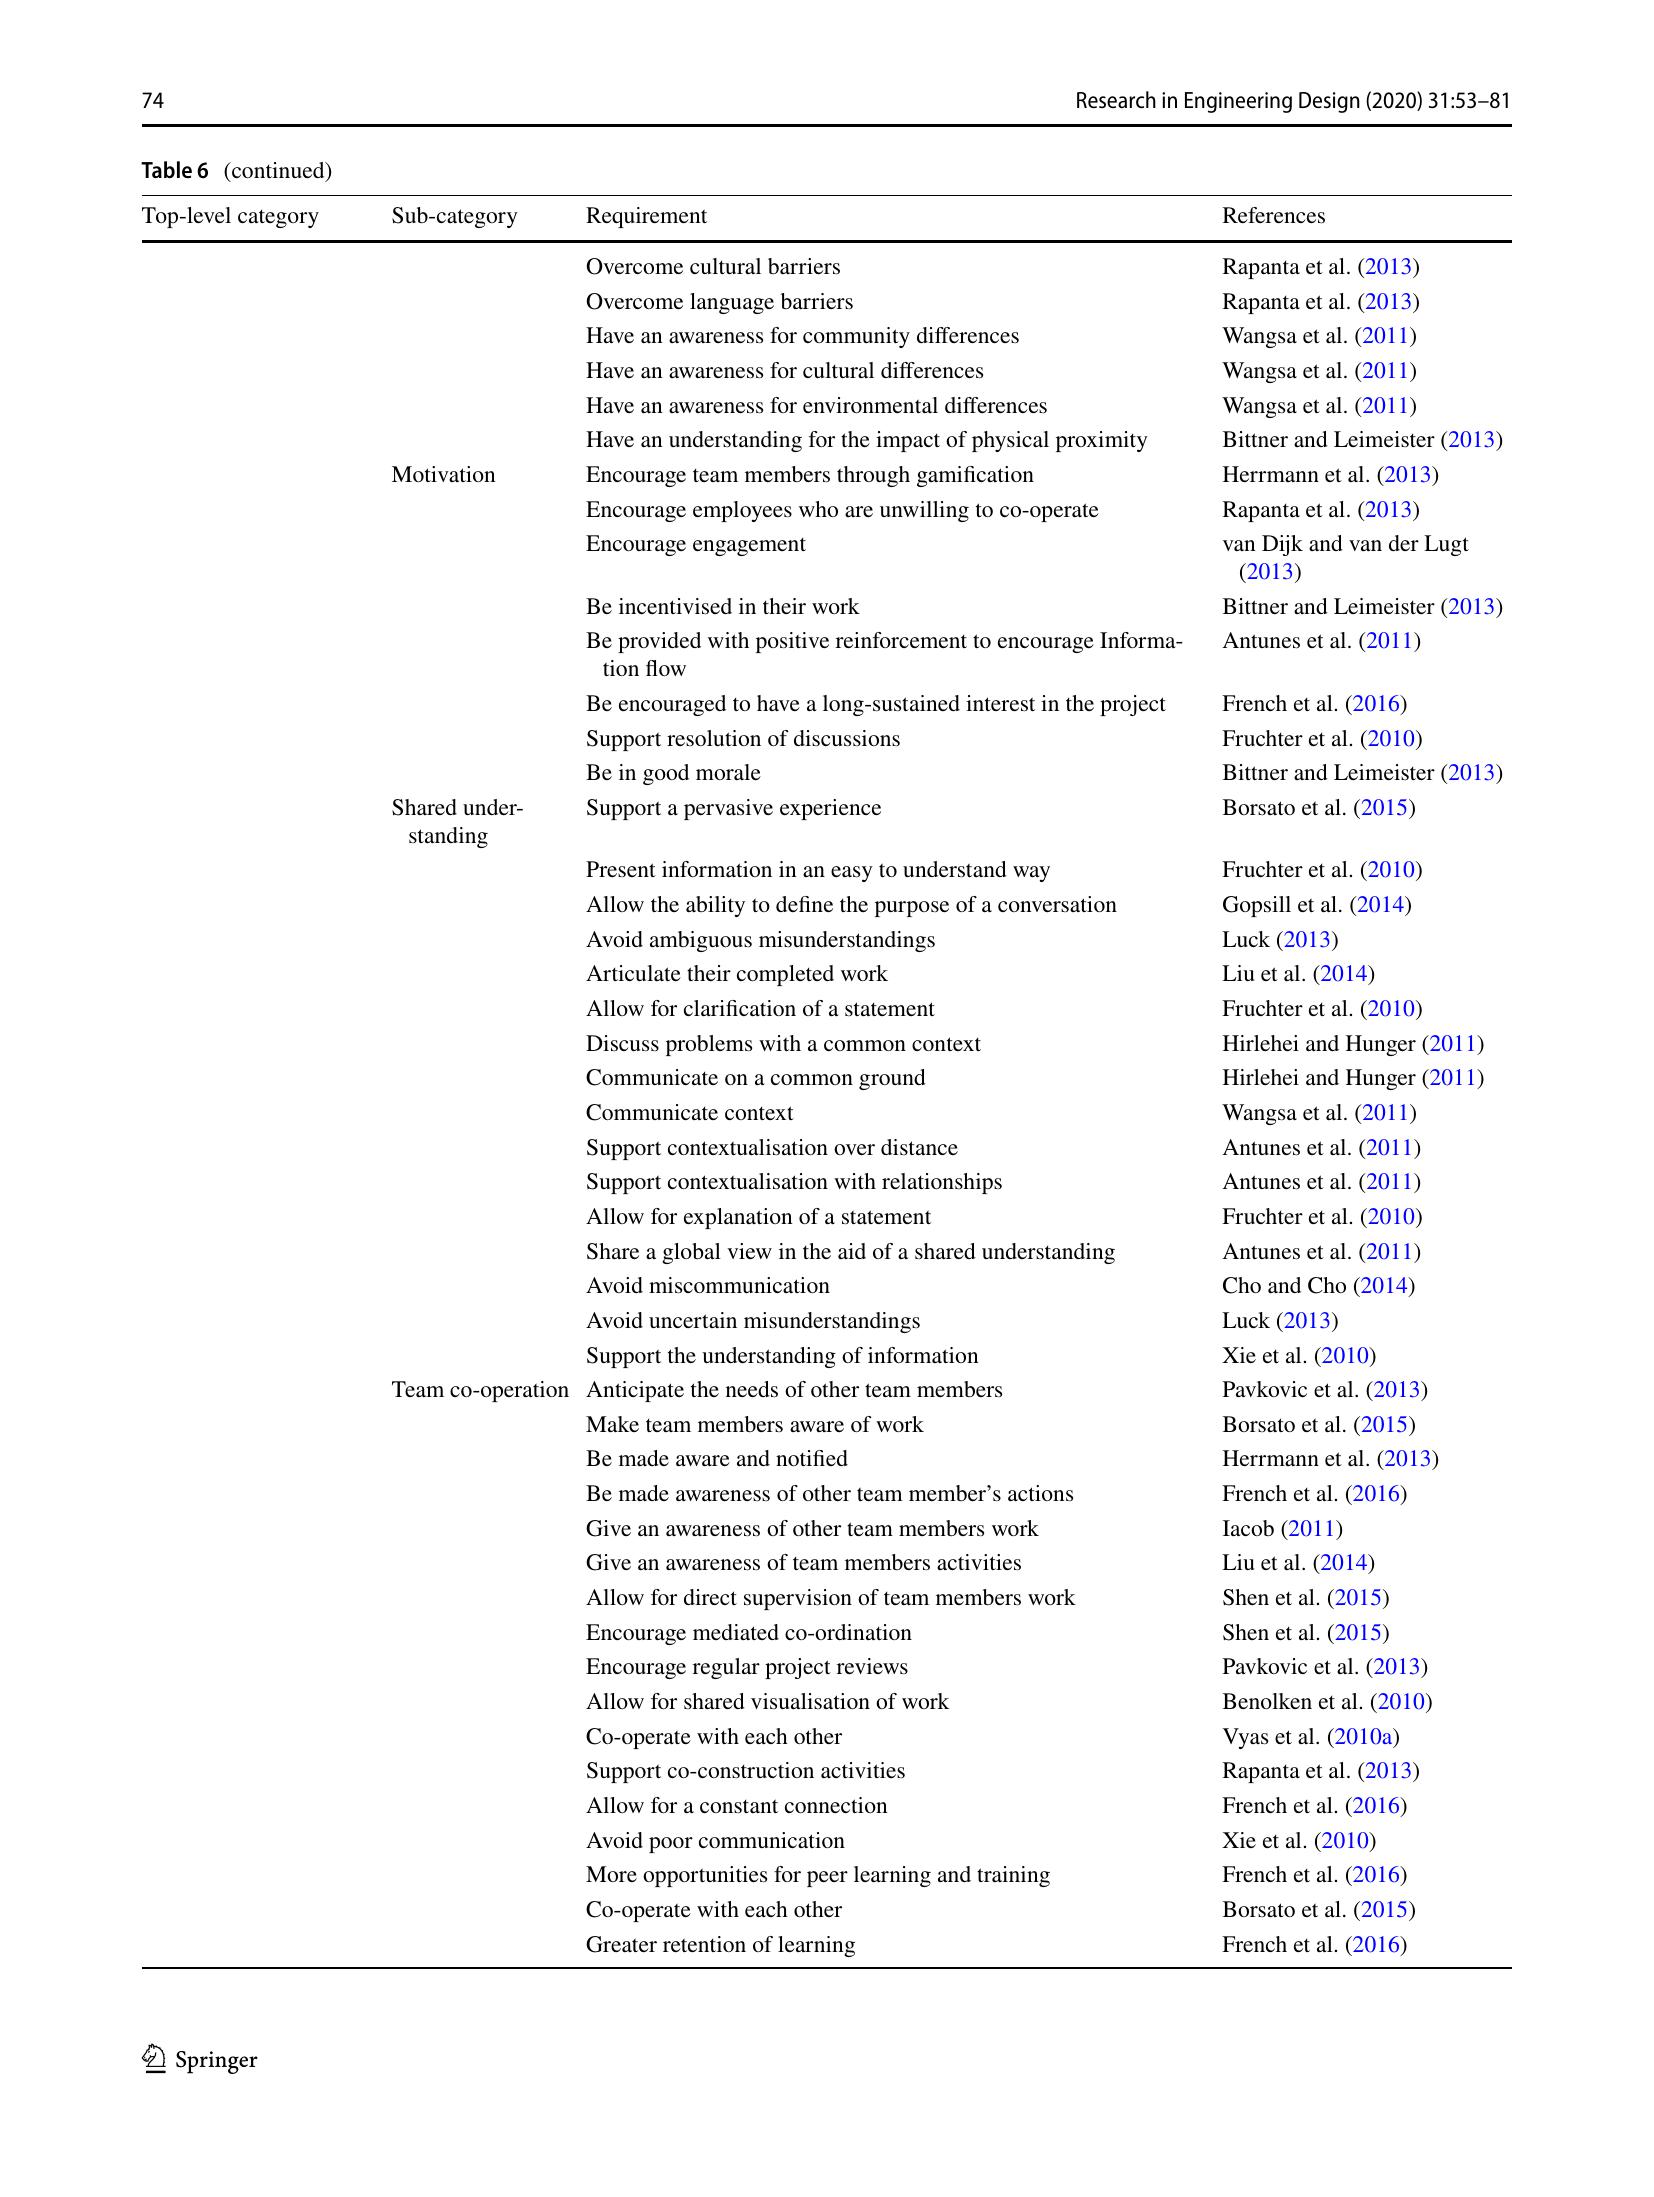 74 Research in Engineering Design (2020) 31:53–81
Table 6 (continued)
Top-level category Sub-category Requirement References
Overcome cultural barriers Rapanta et al. (2013)
Overcome language barriers Rapanta et al. (2013)
Have an awareness for community differences Wangsa et al. (2011)
Have an awareness for cultural differences Wangsa et al. (2011)
Have an awareness for environmental differences Wangsa et al. (2011)
Have an understanding for the impact of physical proximity Bittner and Leimeister (2013)
Motivation Encourage team members through gamification Herrmann et al. (2013)
Encourage employees who are unwilling to co-operate Rapanta et al. (2013)
Encourage engagement van Dijk and van der Lugt
(2013)
Be incentivised in their work Bittner and Leimeister (2013)
Be provided with positive reinforcement to encourage Informa- Antunes et al. (2011)
tion flow
Be encouraged to have a long-sustained interest in the project French et al. (2016)
Support resolution of discussions Fruchter et al. (2010)
Be in good morale Bittner and Leimeister (2013)
Shared under- Support a pervasive experience Borsato et al. (2015)
standing
Present information in an easy to understand way Fruchter et al. (2010)
Allow the ability to define the purpose of a conversation Gopsill et al. (2014)
Avoid ambiguous misunderstandings Luck (2013)
Articulate their completed work Liu et al. (2014)
Allow for clarification of a statement Fruchter et al. (2010)
Discuss problems with a common context Hirlehei and Hunger (2011)
Communicate on a common ground Hirlehei and Hunger (2011)
Communicate context Wangsa et al. (2011)
Support contextualisation over distance Antunes et al. (2011)
Support contextualisation with relationships Antunes et al. (2011)
Allow for explanation of a statement Fruchter et al. (2010)
Share a global view in the aid of a shared understanding Antunes et al. (2011)
Avoid miscommunication Cho and Cho (2014)
Avoid uncertain misunderstandings Luck (2013)
Support the understanding of information Xie et al. (2010)
Team co-operation Anticipate the needs of other team members Pavkovic et al. (2013)
Make team members aware of work Borsato et al. (2015)
Be made aware and notified Herrmann et al. (2013)
Be made awareness of other team member’s actions French et al. (2016)
Give an awareness of other team members work Iacob (2011)
Give an awareness of team members activities Liu et al. (2014)
Allow for direct supervision of team members work Shen et al. (2015)
Encourage mediated co-ordination Shen et al. (2015)
Encourage regular project reviews Pavkovic et al. (2013)
Allow for shared visualisation of work Benolken et al. (2010)
Co-operate with each other Vyas et al. (2010a)
Support co-construction activities Rapanta et al. (2013)
Allow for a constant connection French et al. (2016)
Avoid poor communication Xie et al. (2010)
More opportunities for peer learning and training French et al. (2016)
Co-operate with each other Borsato et al. (2015)
Greater retention of learning French et al. (2016)
Springer